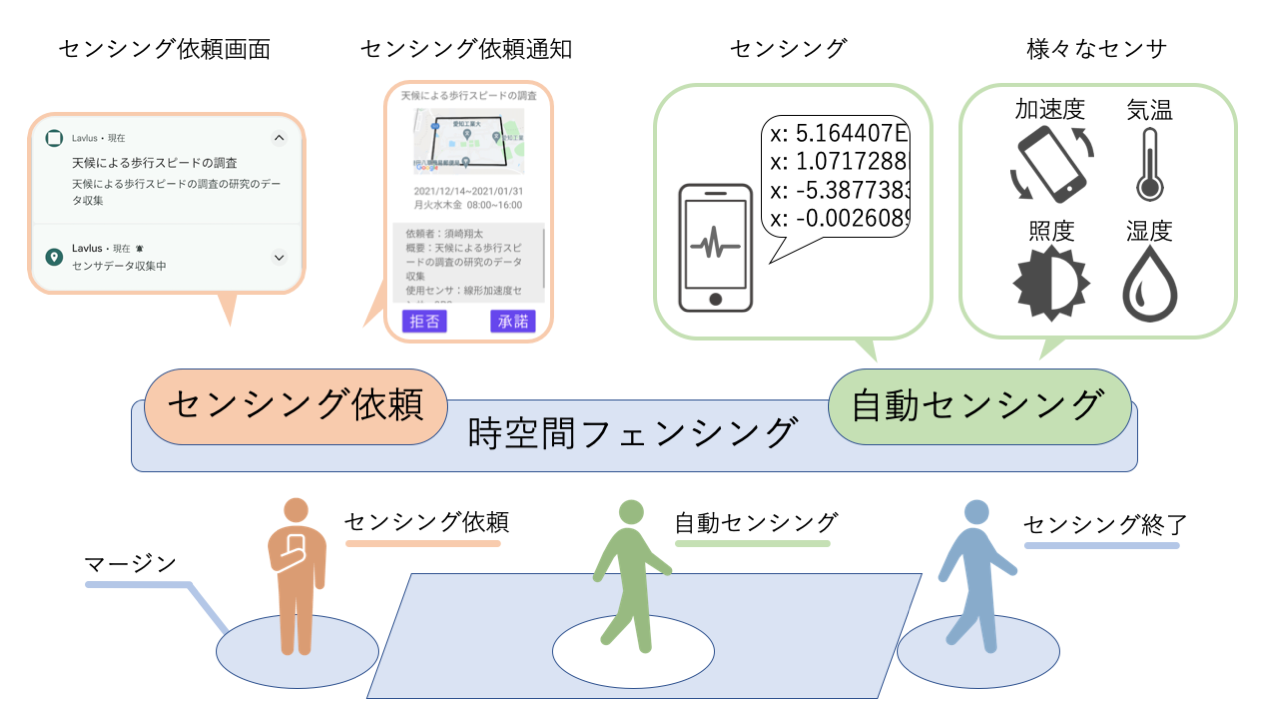 センシング依頼画面
センシング依頼通知
センシング
様々なセンサ
Lavlus・現在
天候による歩行スピードの調査
天候による歩行スピードの調査の研究のデー
タ収集
Lavlus・現在
センサデータ収集中
天候による歩行スピードの調査
愛知工業大
愛知工業
Google
2021/12/14~2021/01/31
月火水木金 08:00~16:00
依頼者：須崎翔太
概要：天候による歩行スピ
ードの調査の研究のデータ
収集
使用センサ：線形加速度セ
拒否
承諾
x: 5.164407E
x: 1.0717288
x: -5.3877383
x: -0.0026089
加速度
気温
照度
湿度
センシング依頼
時空間フェンシング
自動センシング
マージン
センシング依頼
自動センシング
センシング終了